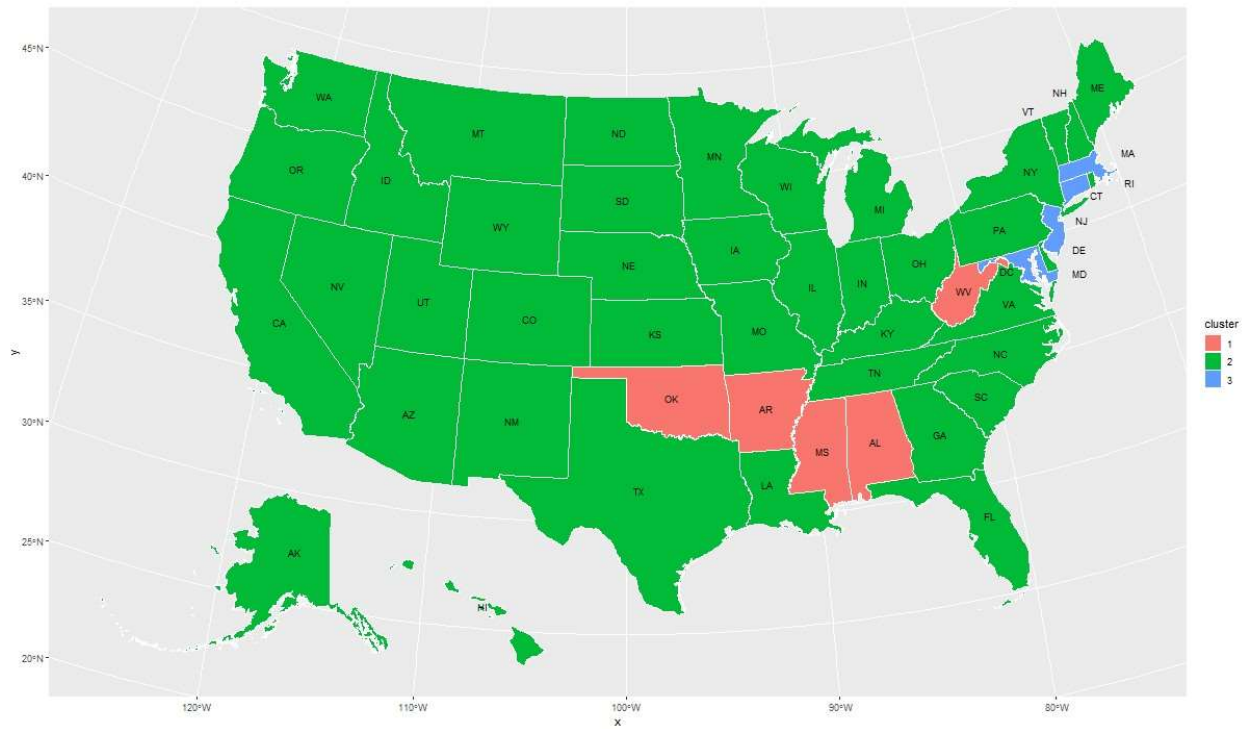 45°N
40°N
35°N
30°N
25°N
20°N
y
120°W
110°W
100°W
90°W
80°W
x
WA
MT
ND
MN
OR
ID
SD
WI
MI
WY
NE
IA
NV
UT
CO
KS
MO
IL
IN
OH
CA
AZ
NM
OK
AR
TX
LA
MS
AL
GA
FL
KY
TN
WV
VA
NC
SC
DC
PA
NY
VT
NH
ME
MA
RI
CT
NJ
DE
MD
AK
HI
cluster
1
2
3